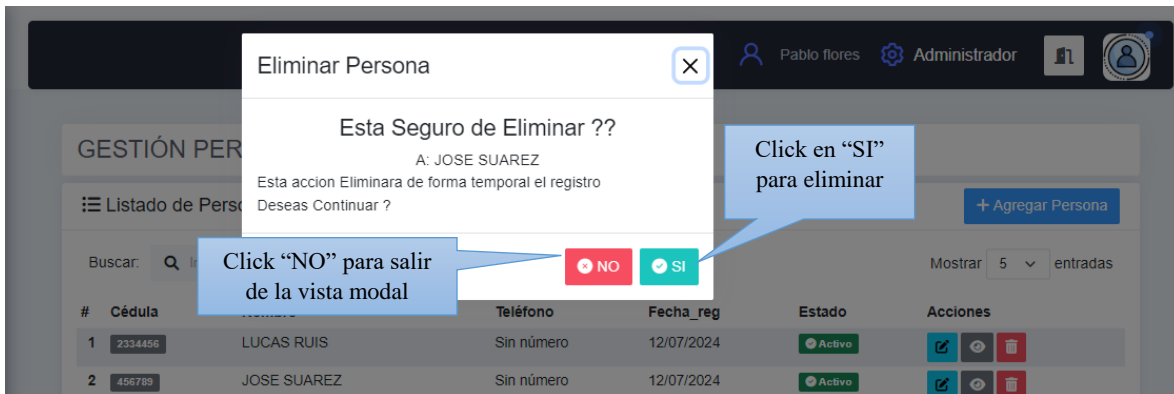 Eliminar Persona
Pablo flores
Administrador
Esta Seguro de Eliminar ??
A: JOSE SUAREZ
Esta accion Eliminara de forma temporal el registro
Deseas Continuar ?
NO
SI
Click en “SI”
para eliminar
Click “NO” para salir
de la vista modal
GESTIÓN PER
Listado de Perso
+ Agregar Persona
Buscar:
Mostrar 5 entradas
# Cédula Teléfono Fecha_reg Estado Acciones
1 2334456 LUCAS RUIS Sin número 12/07/2024 Activo
2 456789 JOSE SUAREZ Sin número 12/07/2024 Activo